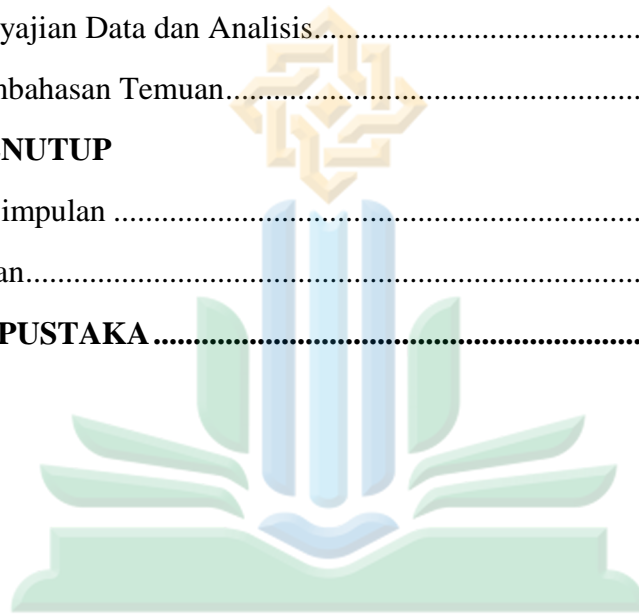 yajian Data dan Analisis........................................................
nbahasan Temuan........................................................
NUTUP
impulan ........................................................
an........................................................
PUSTAKA........................................................